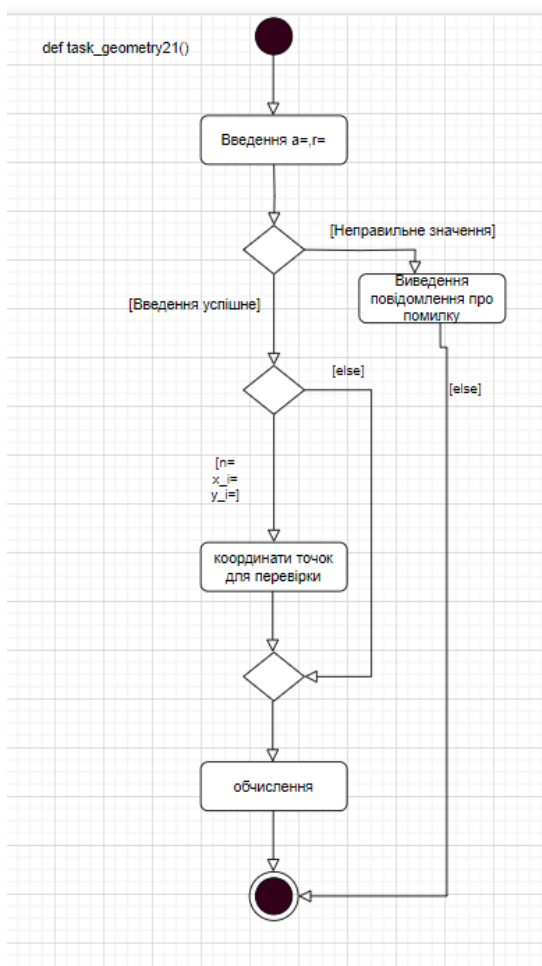 def task_geometry21()
Введення a=,r=
[Неправильне значення]
Виведення
повідомлення про
помилку
[Введення успішне]
[else]
[else]
[n=
x_i=
y_i=]
координати точок
для перевірки
обчислення